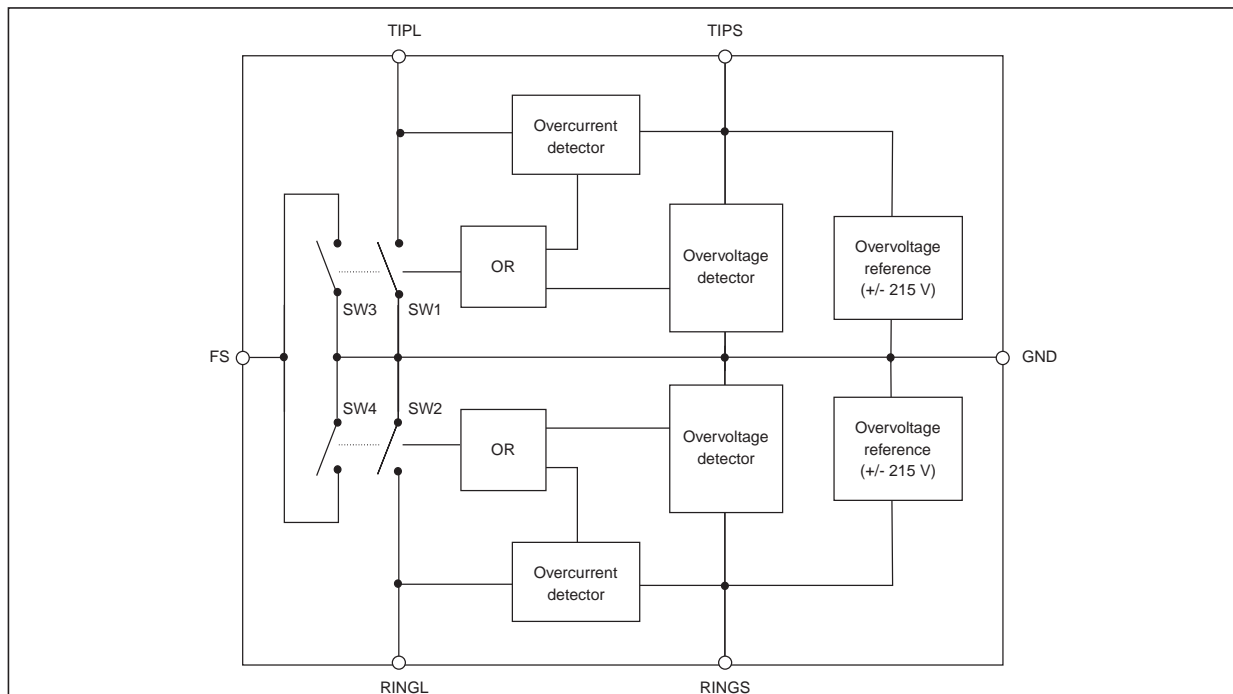 TIPL
TIPS
Overcurrent
detector
OR
Overvoltage
detector
Overvoltage
reference
(+/- 215 V)
SW3
SW1
FS
GND
SW4
SW2
OR
Overvoltage
detector
Overvoltage
reference
(+/- 215 V)
Overcurrent
detector
RINGL
RINGS